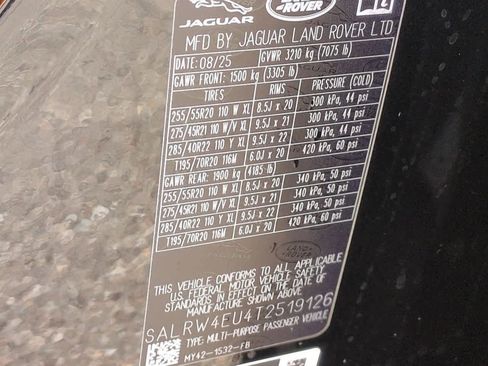 JAGUAR
ROVER
MFD BY JAGUAR LAND ROVER LTD
DATE: 08/25 GVWR 3210 kg (7075 lb)
GAWR FRONT: 1500 kg (3305 lb)
TIRES RIMS PRESSURE (COLD)
255/55R20 110 W XL 8.5J x 20 300 kPa, 44 psi
275/45R21 110 W/V XL 9.5J x 21 300 kPa, 44 psi
285/40R22 110 Y XL 9.5J x 22 300 kPa, 44 psi
T195/70R20 116M 6.0J x 20 420 kPa, 60 psi
GAWR REAR: 1900 kg (4185 lb)
255/55R20 110 W XL 8.5J x 20 340 kPa, 50 psi
275/45R21 110 W/V XL 9.5J x 21 340 kPa, 50 psi
285/40R22 110 Y XL 9.5J x 22 340 kPa, 50 psi
T195/70R20 116M 6.0J x 20 420 kPa, 60 psi
JAGUAR
LAND
ROVER
THIS VEHICLE CONFORMS TO ALL APPLICABLE
FEDERAL MOTOR VEHICLE SAFETY
STANDARDS IN EFFECT ON THE DATE OF
MANUFACTURE SHOWN ABOVE
SALRW4EU4T2519126
TYPE: MULTI-PURPOSE PASSENGER VEHICLE
MY42-1532-FB